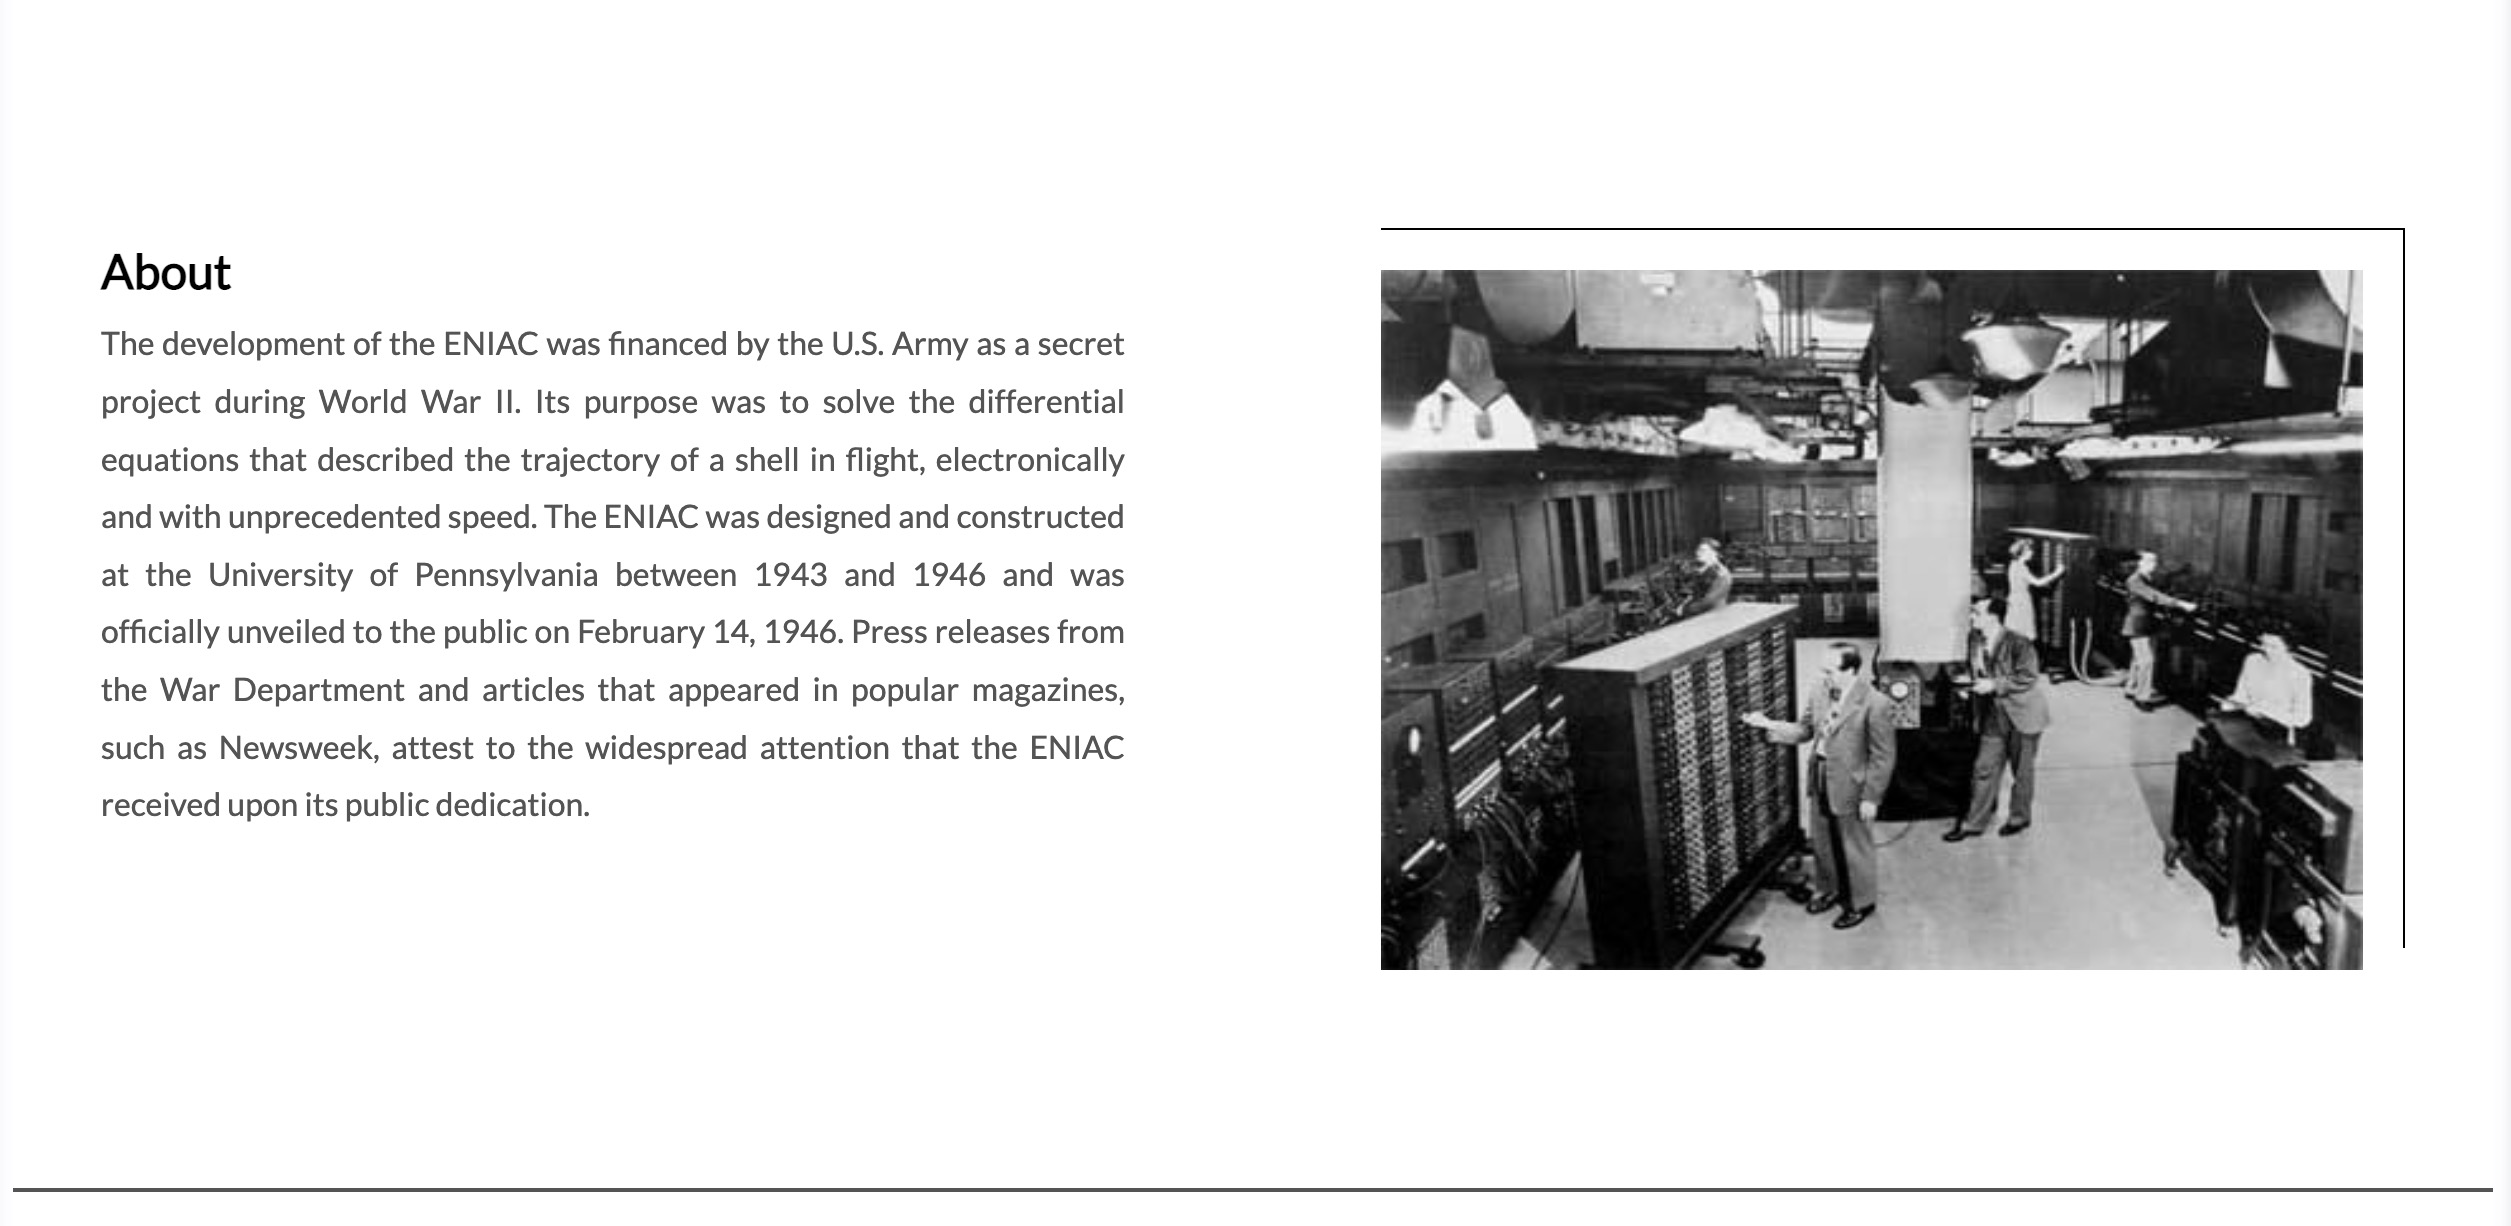 About
The development of the ENIAC was financed by the U.S. Army as a secret
project during World War II. Its purpose was to solve the differential
equations that described the trajectory of a shell in flight, electronically
and with unprecedented speed. The ENIAC was designed and constructed
at the University of Pennsylvania between 1943 and 1946 and was
officially unveiled to the public on February 14, 1946. Press releases from
the War Department and articles that appeared in popular magazines,
such as Newsweek, attest to the widespread attention that the ENIAC
received upon its public dedication.